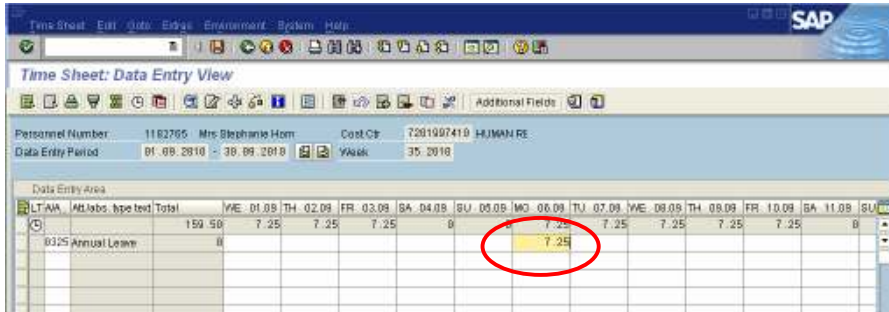 Time Sheet Edit Goto Extras Environment System Help
SAP
Time Sheet: Data Entry View
Additional Fields
Personnel Number 1182765 Mrs Stephanie Horn Cost Ctr 7201997410 HUMAN RE
Data Entry Period 01.09.2010 - 30.09.2010 Week 35.2010
Data Entry Area
LT A/A Att./abs. type text Total WE 01.09 TH 02.09 FR 03.09 SA 04.09 SU 05.09 MO 06.09 TU 07.09 WE 08.09 TH 09.09 FR 10.09 SA 11.09 SU
159.50 7.25 7.25 7.25 0 0 7.25 7.25 7.25 7.25 7.25 0
0325 Annual Leave 0 7.25